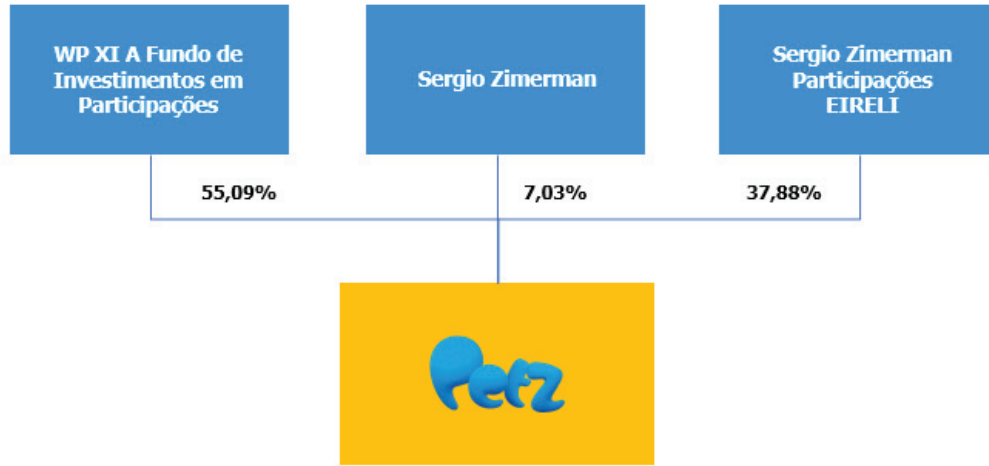 WP XI A Fundo de
Investimentos em
Participações
Sergio Zimerman
Sergio Zimerman
Participações
EIRELI
55,09%
7,03%
37,88%
Petz